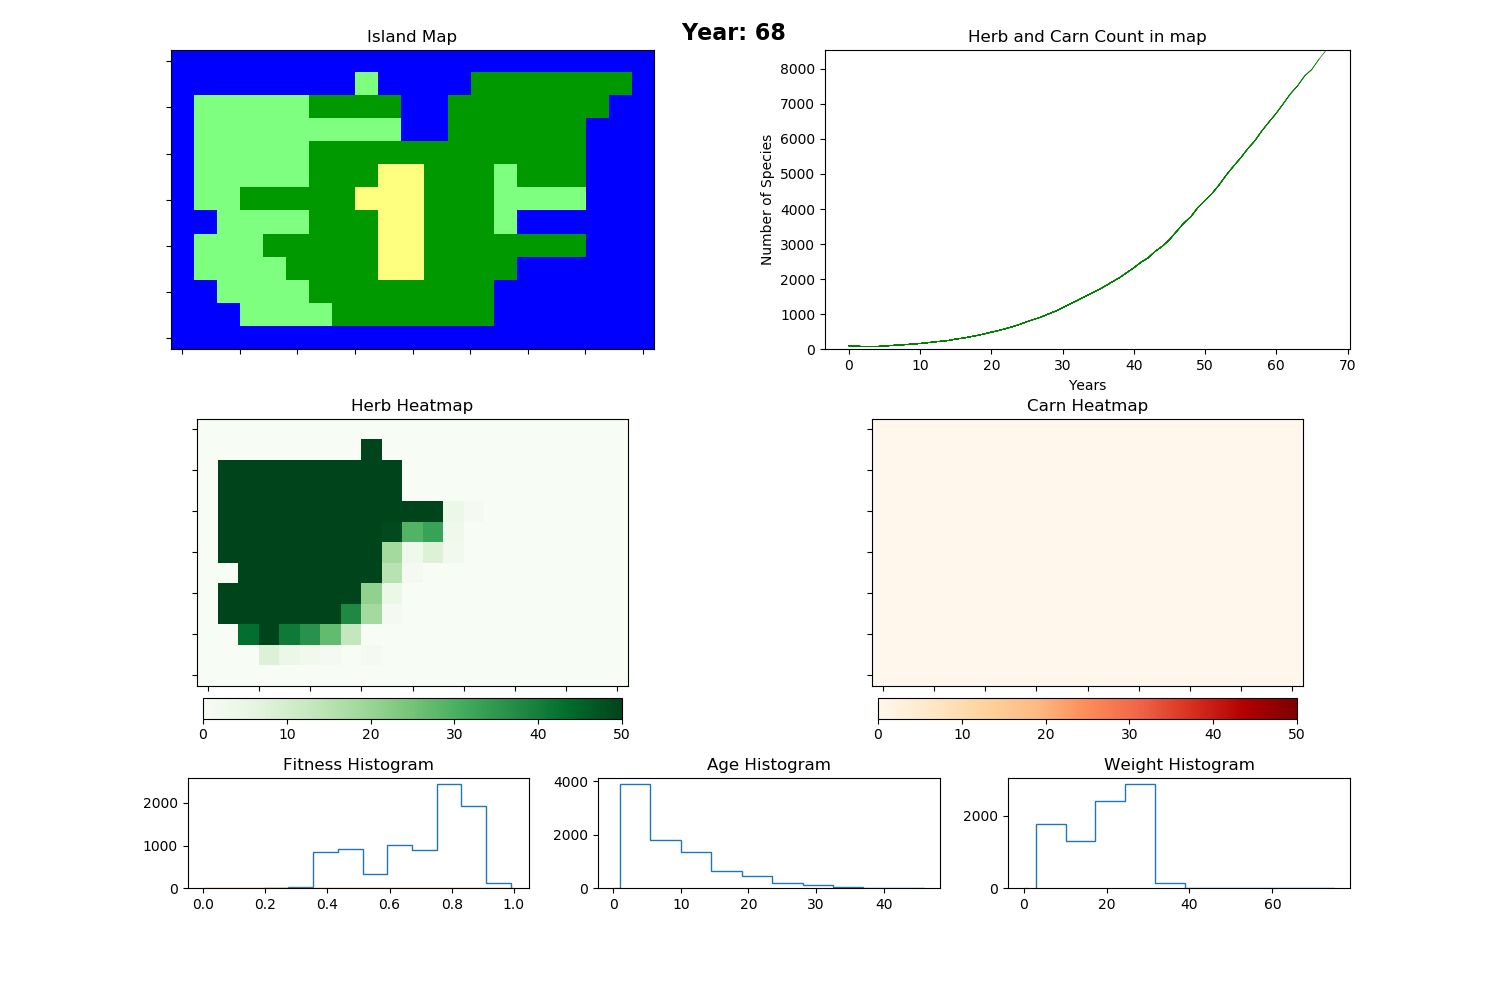 Year: 68
Island Map
Herb and Carn Count in map
8000
7000
6000
5000
4000
3000
2000
1000
0
Number of Species
0 10 20 30 40 50 60 70
Years
Herb Heatmap
Carn Heatmap
0 10 20 30 40 50
0 10 20 30 40 50
Fitness Histogram
Age Histogram
Weight Histogram
2000
1000
0
0.0 0.2 0.4 0.6 0.8 1.0
4000
2000
0
0 10 20 30 40
2000
0
0 20 40 60